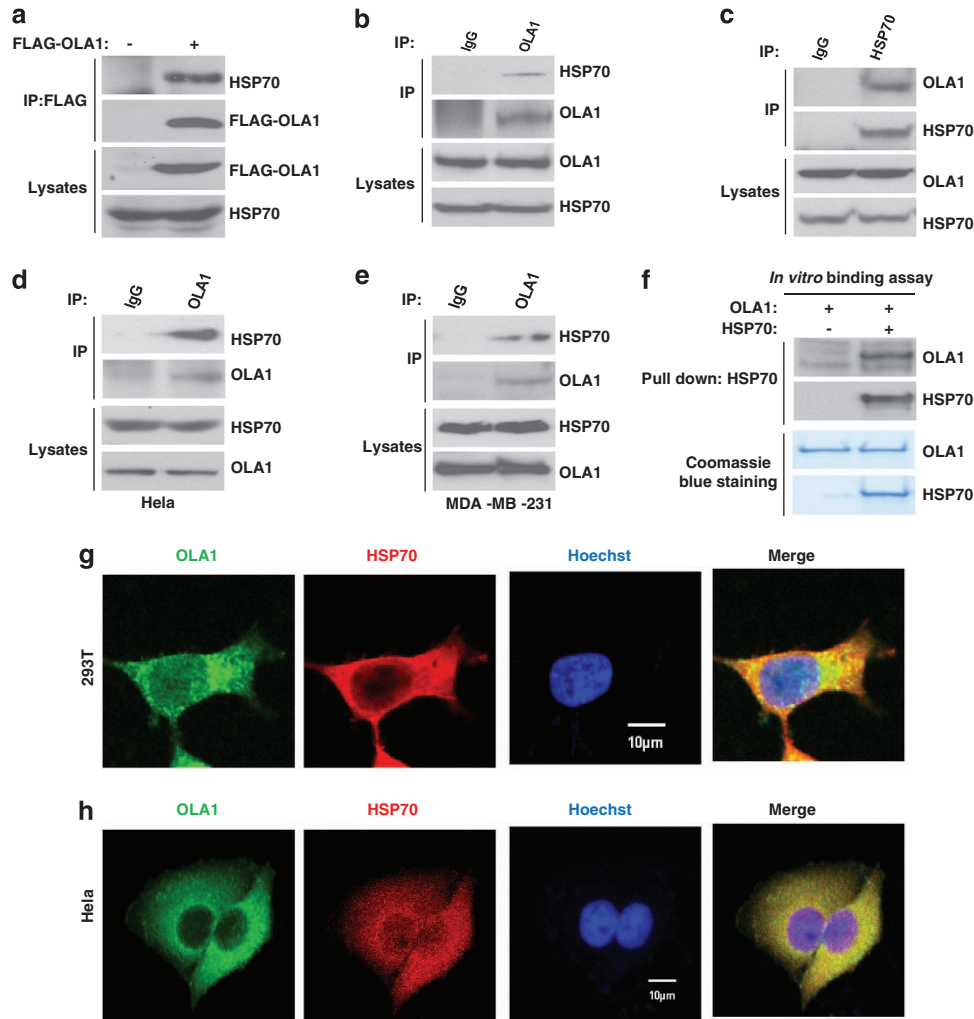 a
FLAG-OLA1: - +
IP:FLAG
HSP70
FLAG-OLA1
Lysates
FLAG-OLA1
HSP70
b
IP: IgG OLA1
IP
HSP70
OLA1
Lysates
OLA1
HSP70
c
IP: IgG HSP70
IP
OLA1
HSP70
Lysates
OLA1
HSP70
d
IP: IgG OLA1
IP
HSP70
OLA1
Lysates
HSP70
OLA1
Hela
e
IP: IgG OLA1
IP
HSP70
OLA1
Lysates
HSP70
OLA1
MDA -MB -231
f
In vitro binding assay
OLA1: + +
HSP70: - +
Pull down: HSP70
OLA1
HSP70
Coomassie
blue staining
OLA1
HSP70
g
OLA1 HSP70 Hoechst Merge
293T
10µm
h
OLA1 HSP70 Hoechst Merge
Hela
10µm